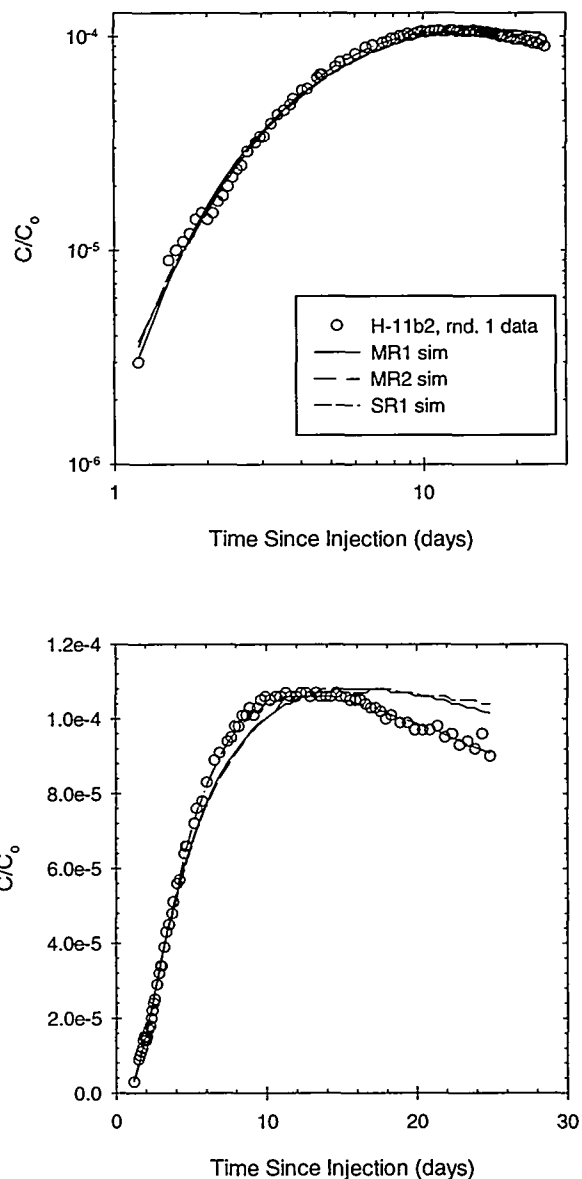 10⁻⁴
10⁻⁵
10⁻⁶
C/Cₒ
H-11b2, rnd. 1 data
MR1 sim
MR2 sim
SR1 sim
1
10
Time Since Injection (days)
1.2e-4
1.0e-4
8.0e-5
6.0e-5
4.0e-5
2.0e-5
0.0
C/Cₒ
0
10
20
30
Time Since Injection (days)